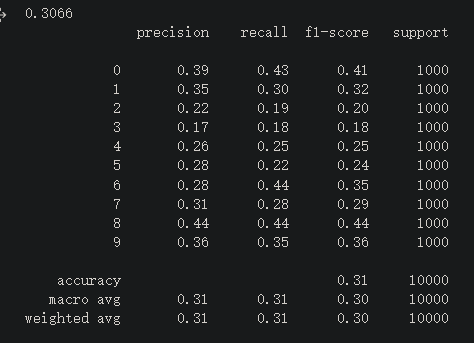 0.3066
precision recall f1-score support
0 0.39 0.43 0.41 1000
1 0.35 0.30 0.32 1000
2 0.22 0.19 0.20 1000
3 0.17 0.18 0.18 1000
4 0.26 0.25 0.25 1000
5 0.28 0.22 0.24 1000
6 0.28 0.44 0.35 1000
7 0.31 0.28 0.29 1000
8 0.44 0.44 0.44 1000
9 0.36 0.35 0.36 1000
accuracy 0.31 10000
macro avg 0.31 0.31 0.30 10000
weighted avg 0.31 0.31 0.30 10000